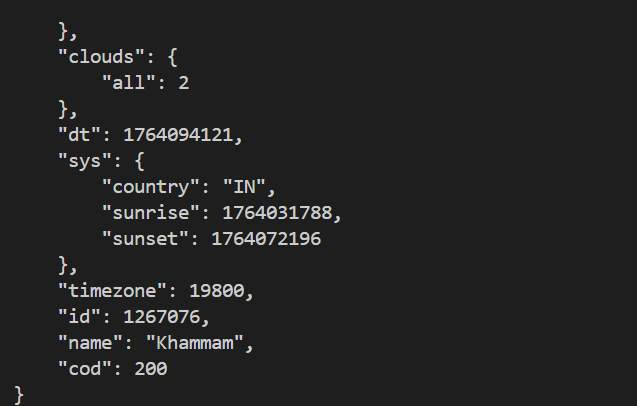 },
    "clouds": {
        "all": 2
    },
    "dt": 1764094121,
    "sys": {
        "country": "IN",
        "sunrise": 1764031788,
        "sunset": 1764072196
    },
    "timezone": 19800,
    "id": 1267076,
    "name": "Khammam",
    "cod": 200
}